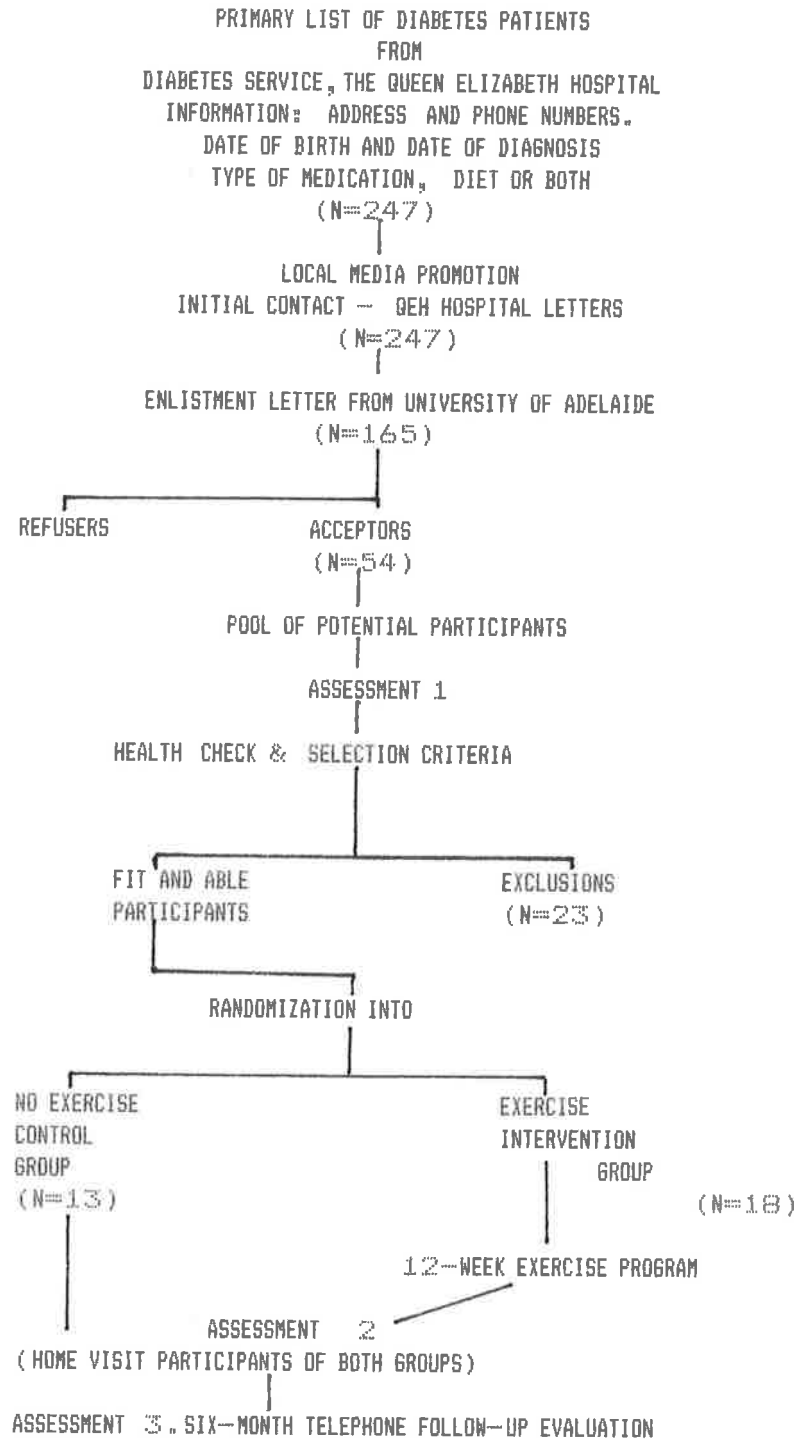 PRIMARY LIST OF DIABETES PATIENTS
FROM
DIABETES SERVICE, THE QUEEN ELIZABETH HOSPITAL
INFORMATION: ADDRESS AND PHONE NUMBERS.
DATE OF BIRTH AND DATE OF DIAGNOSIS
TYPE OF MEDICATION, DIET OR BOTH
(N=247)
LOCAL MEDIA PROMOTION
INITIAL CONTACT - QEH HOSPITAL LETTERS
(N=247)
ENLISTMENT LETTER FROM UNIVERSITY OF ADELAIDE
(N=165)
REFUSERS
ACCEPTORS
(N=54)
POOL OF POTENTIAL PARTICIPANTS
ASSESSMENT 1
HEALTH CHECK & SELECTION CRITERIA
FIT AND ABLE
PARTICIPANTS
EXCLUSIONS
(N=23)
RANDOMIZATION INTO
NO EXERCISE
CONTROL
GROUP
(N=13)
EXERCISE
INTERVENTION
GROUP
(N=18)
12-WEEK EXERCISE PROGRAM
ASSESSMENT 2
(HOME VISIT PARTICIPANTS OF BOTH GROUPS)
ASSESSMENT 3. SIX-MONTH TELEPHONE FOLLOW-UP EVALUATION